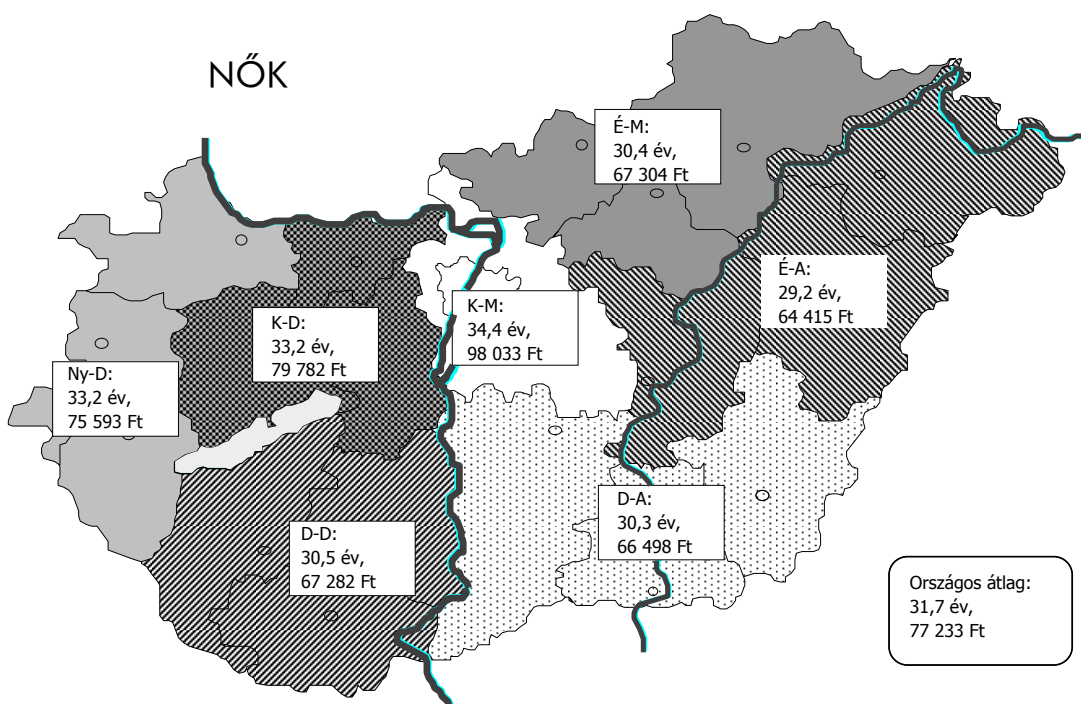 NŐK
É-M:
30,4 év,
67 304 Ft
É-A:
29,2 év,
64 415 Ft
K-M:
34,4 év,
98 033 Ft
K-D:
33,2 év,
79 782 Ft
Ny-D:
33,2 év,
75 593 Ft
D-A:
30,3 év,
66 498 Ft
D-D:
30,5 év,
67 282 Ft
Országos átlag:
31,7 év,
77 233 Ft